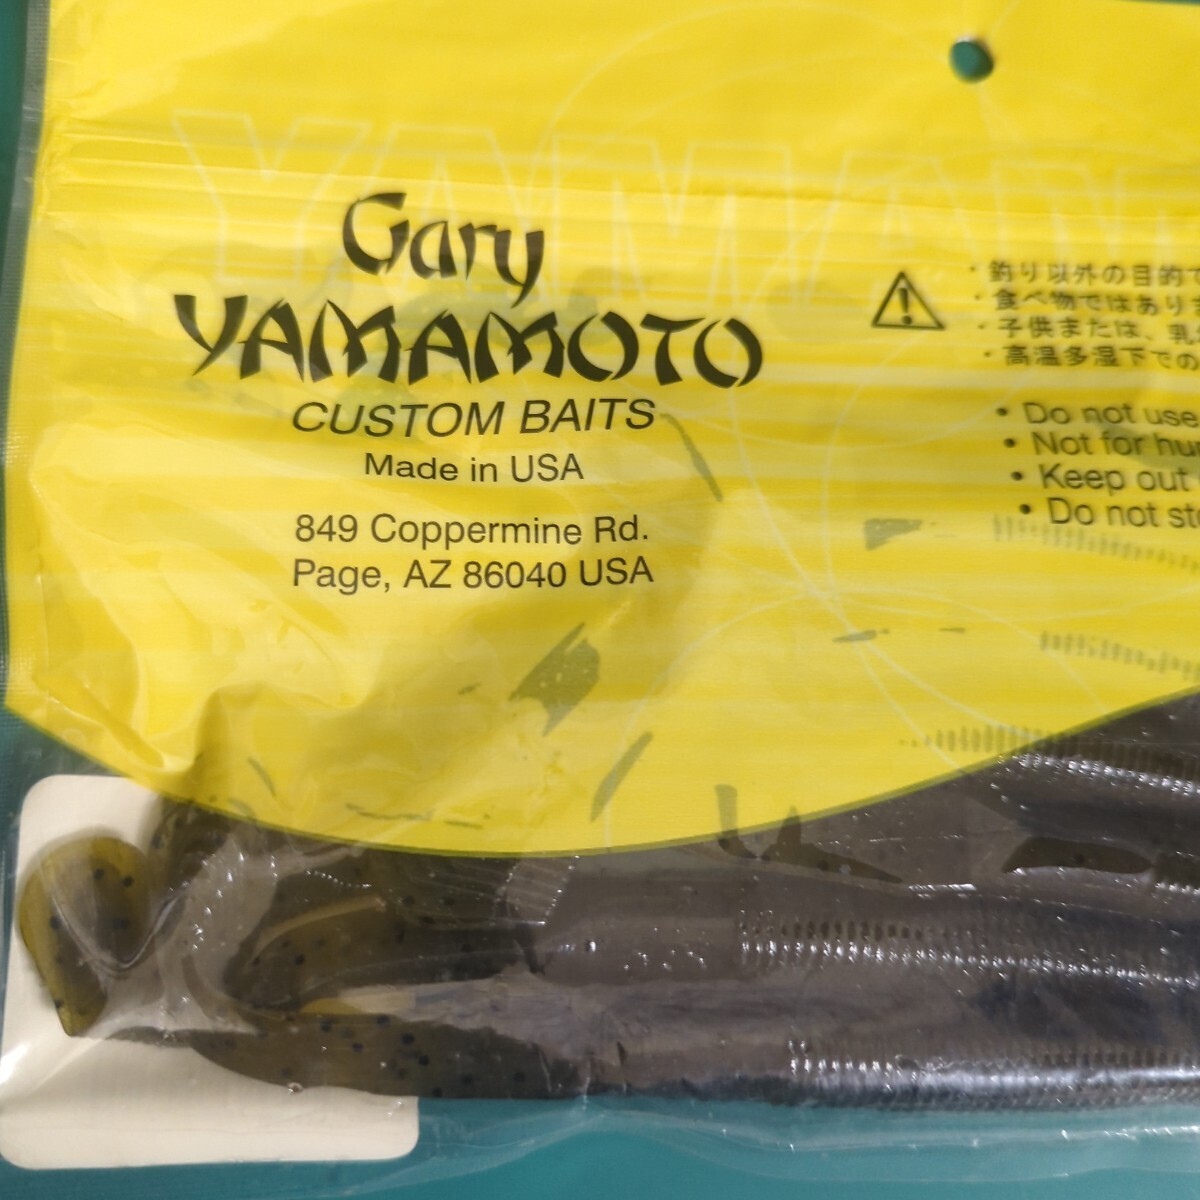 YAMAM
Gary
YAMAMOTO
CUSTOM BAITS
Made in USA
849 Coppermine Rd.
Page, AZ 86040 USA
・釣り以外の目的で
・食べ物ではありま
・子供または、乳
・高温多湿下での
• Do not use
• Not for hu
• Keep out
• Do not sto